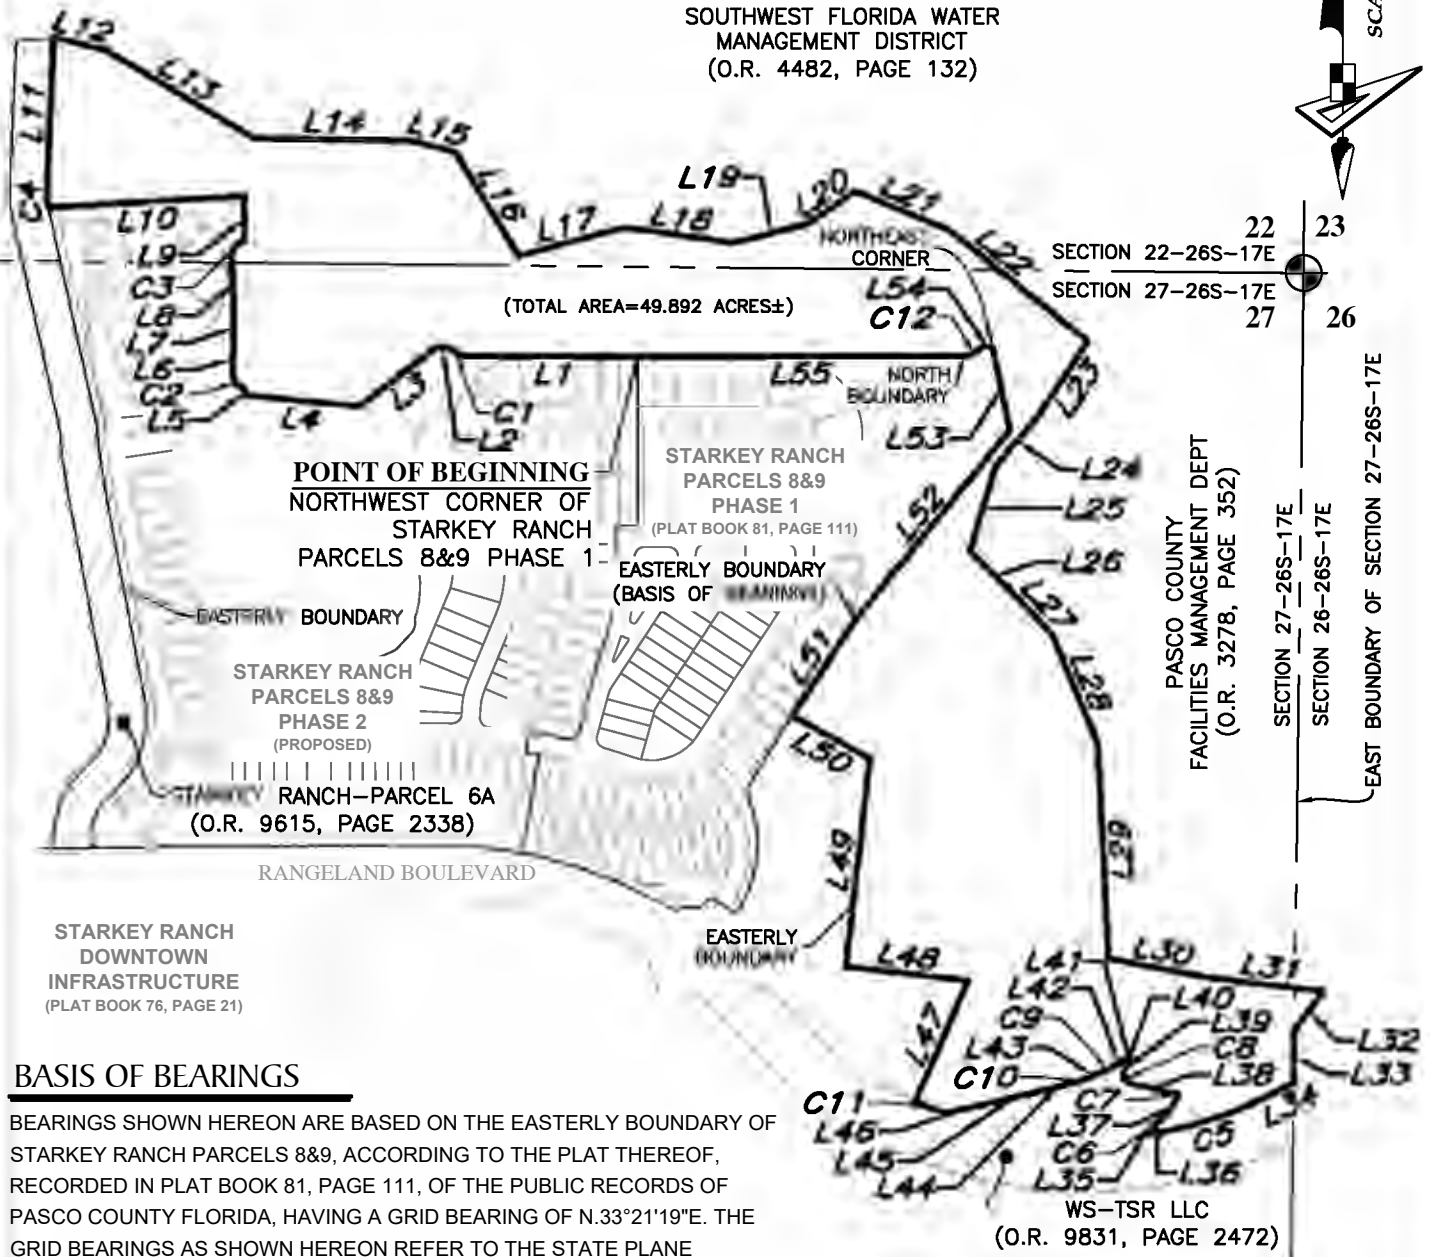 SOUTHWEST FLORIDA WATER
MANAGEMENT DISTRICT
(O.R. 4482, PAGE 132)
L12
L13
L11
L14
L15
L16
L17
L18
L19
L20
L21
L22
C4
L10
L9
C3
L8
L7
L6
C2
L5
L4
L3
L1
C1
L2
NORTHEAST
CORNER
L54
C12
(TOTAL AREA=49.892 ACRES±)
22
23
SECTION 22-26S-17E
SECTION 27-26S-17E
27
26
L55
NORTH
BOUNDARY
L53
L23
L24
L25
L26
L27
L28
L29
L52
L51
L50
L49
POINT OF BEGINNING
NORTHWEST CORNER OF
STARKEY RANCH
PARCELS 8&9 PHASE 1
STARKEY RANCH
PARCELS 8&9
PHASE 1
(PLAT BOOK 81, PAGE 111)
EASTERLY BOUNDARY
(BASIS OF
EASTERLY BOUNDARY
STARKEY RANCH
PARCELS 8&9
PHASE 2
(PROPOSED)
STARKEY RANCH-PARCEL 6A
(O.R. 9615, PAGE 2338)
RANGELAND BOULEVARD
PASCO COUNTY
FACILITIES MANAGEMENT DEPT
(O.R. 3278, PAGE 352)
SECTION 27-26S-17E
SECTION 26-26S-17E
EAST BOUNDARY OF SECTION 27-26S-17E
STARKEY RANCH
DOWNTOWN
INFRASTRUCTURE
(PLAT BOOK 76, PAGE 21)
EASTERLY
BOUNDARY
L48
L47
L41
L42
C9
L43
C10
C11
L46
L45
L44
L30
L31
L40
L39
C8
L38
C7
L37
C6
L35
L36
C5
L34
L32
L33
WS-TSR LLC
(O.R. 9831, PAGE 2472)
BASIS OF BEARINGS
BEARINGS SHOWN HEREON ARE BASED ON THE EASTERLY BOUNDARY OF
STARKEY RANCH PARCELS 8&9, ACCORDING TO THE PLAT THEREOF,
RECORDED IN PLAT BOOK 81, PAGE 111, OF THE PUBLIC RECORDS OF
PASCO COUNTY FLORIDA, HAVING A GRID BEARING OF N.33°21'19"E. THE
GRID BEARINGS AS SHOWN HEREON REFER TO THE STATE PLANE